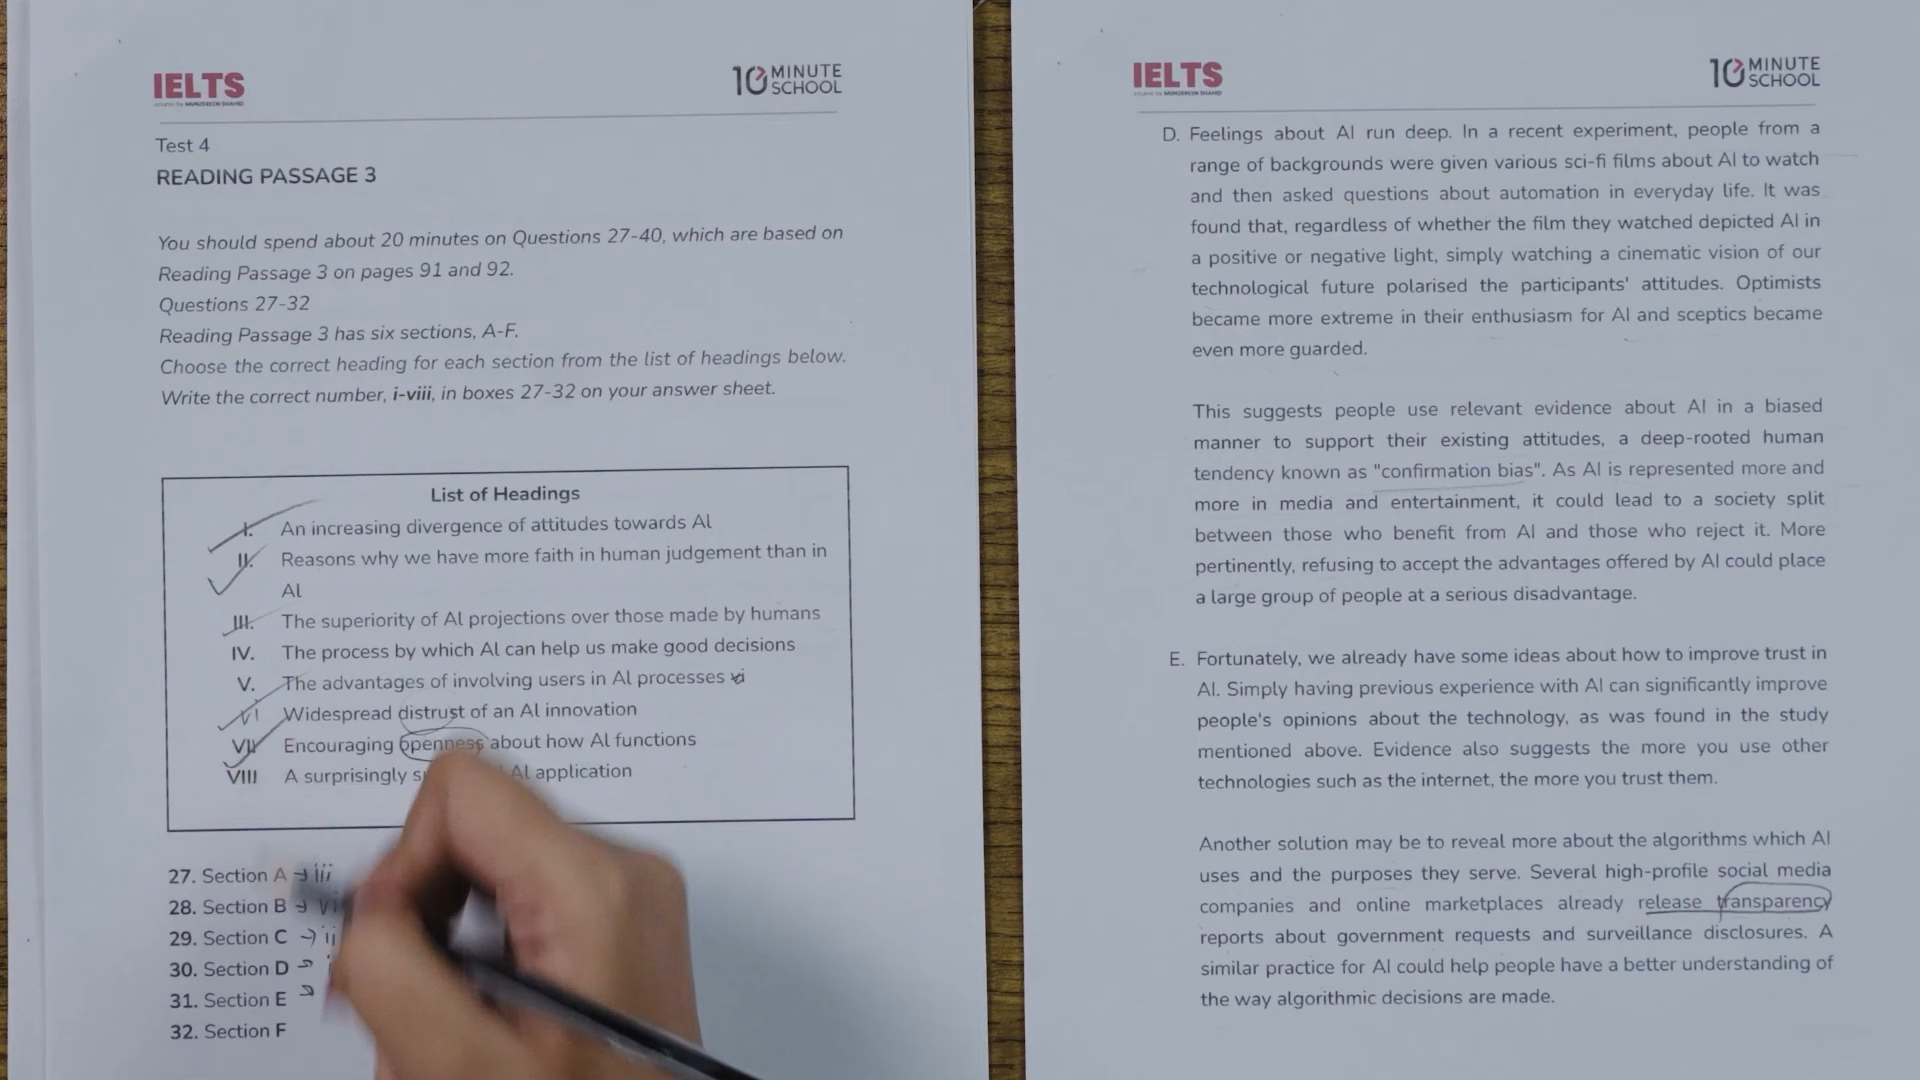 IELTS
10 MINUTE SCHOOL
Test 4
READING PASSAGE 3
You should spend about 20 minutes on Questions 27-40, which are based on
Reading Passage 3 on pages 91 and 92.
Questions 27-32
Reading Passage 3 has six sections, A-F.
Choose the correct heading for each section from the list of headings below.
Write the correct number, i-viii, in boxes 27-32 on your answer sheet.
List of Headings
I. An increasing divergence of attitudes towards AI
II. Reasons why we have more faith in human judgement than in
AI
III. The superiority of AI projections over those made by humans
IV. The process by which AI can help us make good decisions
V. The advantages of involving users in AI processes
VI Widespread distrust of an AI innovation
VII Encouraging openness about how AI functions
VIII A surprisingly AI application
27. Section A → iii
28. Section B → vi
29. Section C → ii
30. Section D →
31. Section E →
32. Section F
IELTS
10 MINUTE SCHOOL
D. Feelings about AI run deep. In a recent experiment, people from a
range of backgrounds were given various sci-fi films about AI to watch
and then asked questions about automation in everyday life. It was
found that, regardless of whether the film they watched depicted AI in
a positive or negative light, simply watching a cinematic vision of our
technological future polarised the participants' attitudes. Optimists
became more extreme in their enthusiasm for AI and sceptics became
even more guarded.
This suggests people use relevant evidence about AI in a biased
manner to support their existing attitudes, a deep-rooted human
tendency known as "confirmation bias". As AI is represented more and
more in media and entertainment, it could lead to a society split
between those who benefit from AI and those who reject it. More
pertinently, refusing to accept the advantages offered by AI could place
a large group of people at a serious disadvantage.
E. Fortunately, we already have some ideas about how to improve trust in
AI. Simply having previous experience with AI can significantly improve
people's opinions about the technology, as was found in the study
mentioned above. Evidence also suggests the more you use other
technologies such as the internet, the more you trust them.
Another solution may be to reveal more about the algorithms which AI
uses and the purposes they serve. Several high-profile social media
companies and online marketplaces already release transparency
reports about government requests and surveillance disclosures. A
similar practice for AI could help people have a better understanding of
the way algorithmic decisions are made.